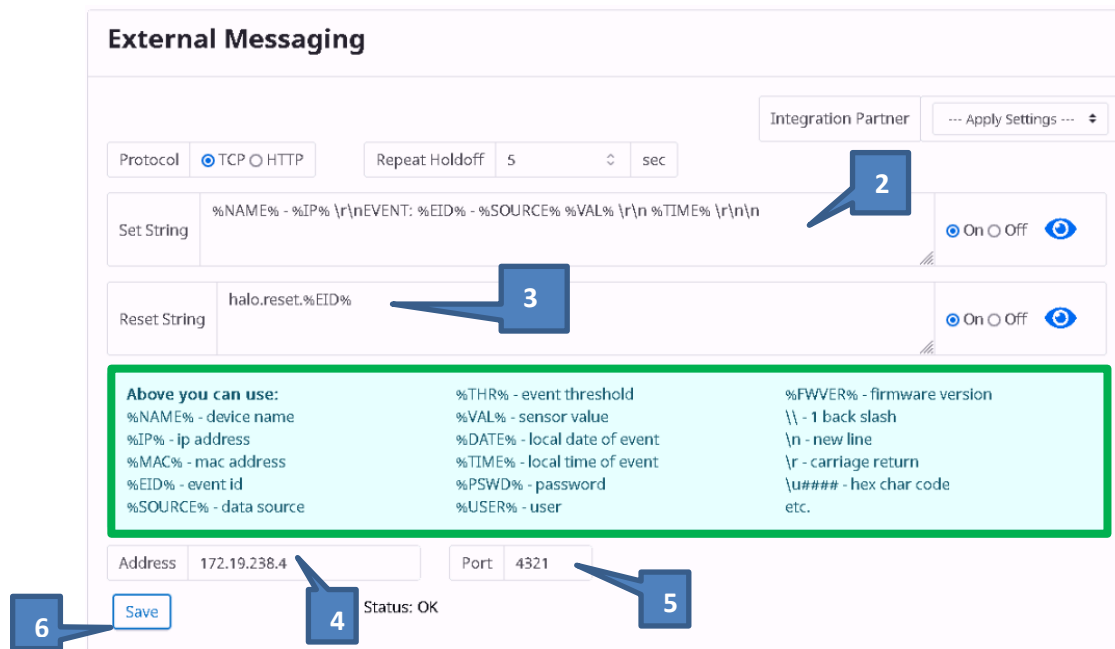 External Messaging
Integration Partner --- Apply Settings ---
Protocol TCP HTTP Repeat Holdoff 5 sec
2
Set String %NAME% - %IP% \r\nEVENT: %EID% - %SOURCE% %VAL% \r\n %TIME% \r\n\n On Off
3
Reset String halo.reset.%EID% On Off
Above you can use: %THR% - event threshold %FWVER% - firmware version
%NAME% - device name %VAL% - sensor value \\ - 1 back slash
%IP% - ip address %DATE% - local date of event \n - new line
%MAC% - mac address %TIME% - local time of event \r - carriage return
%EID% - event id %PSWD% - password \u#### - hex char code
%SOURCE% - data source %USER% - user etc.
Address 172.19.238.4 Port 4321
Save 4 Status: OK 5
6